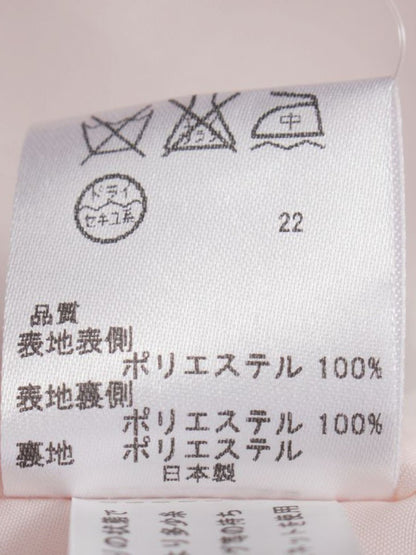 中
ドライ
セキユ系
22
品質
表地表側
ポリエステル 100%
表地裏側
ポリエステル 100%
裏地 ポリエステル
日本製